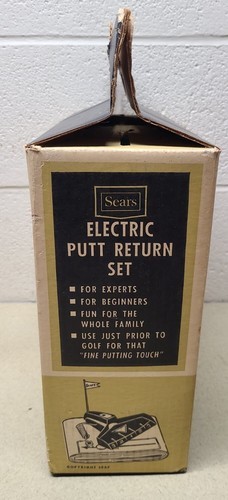 Sears
ELECTRIC
PUTT RETURN
SET
FOR EXPERTS
FOR BEGINNERS
FUN FOR THE
WHOLE FAMILY
USE JUST PRIOR TO
GOLF FOR THAT
"FINE PUTTING TOUCH"
COPYRIGHT